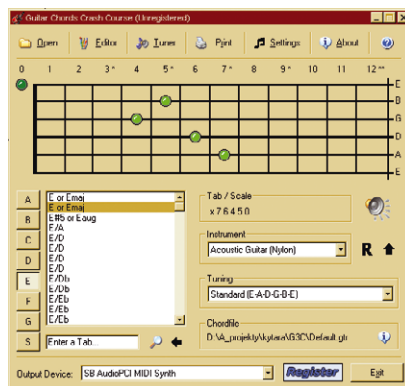 Guitar Chords Crash Course (Unregistered)
Open Editor Tuner Print Settings About
0 1 2 3* 4 5* 6 7* 8 9* 10 11 12**
E
B
G
D
A
E
A
B
C
D
E
F
G
S
E or Emaj
E or Emaj
E#5 or Eaug
E/A
E/D
E/D
E/D
E/Db
E/Db
E/Eb
E/Eb
E/Eb
Enter a Tab...
Tab / Scale
x 7 6 4 5 0
Instrument
Acoustic Guitar (Nylon)
R
Tuning
Standard (E-A-D-G-B-E)
Chordfile
D:\A_projekty\kytara\G3C\Default.gtr
Output Device: SB AudioPCI MIDI Synth
Register
Exit